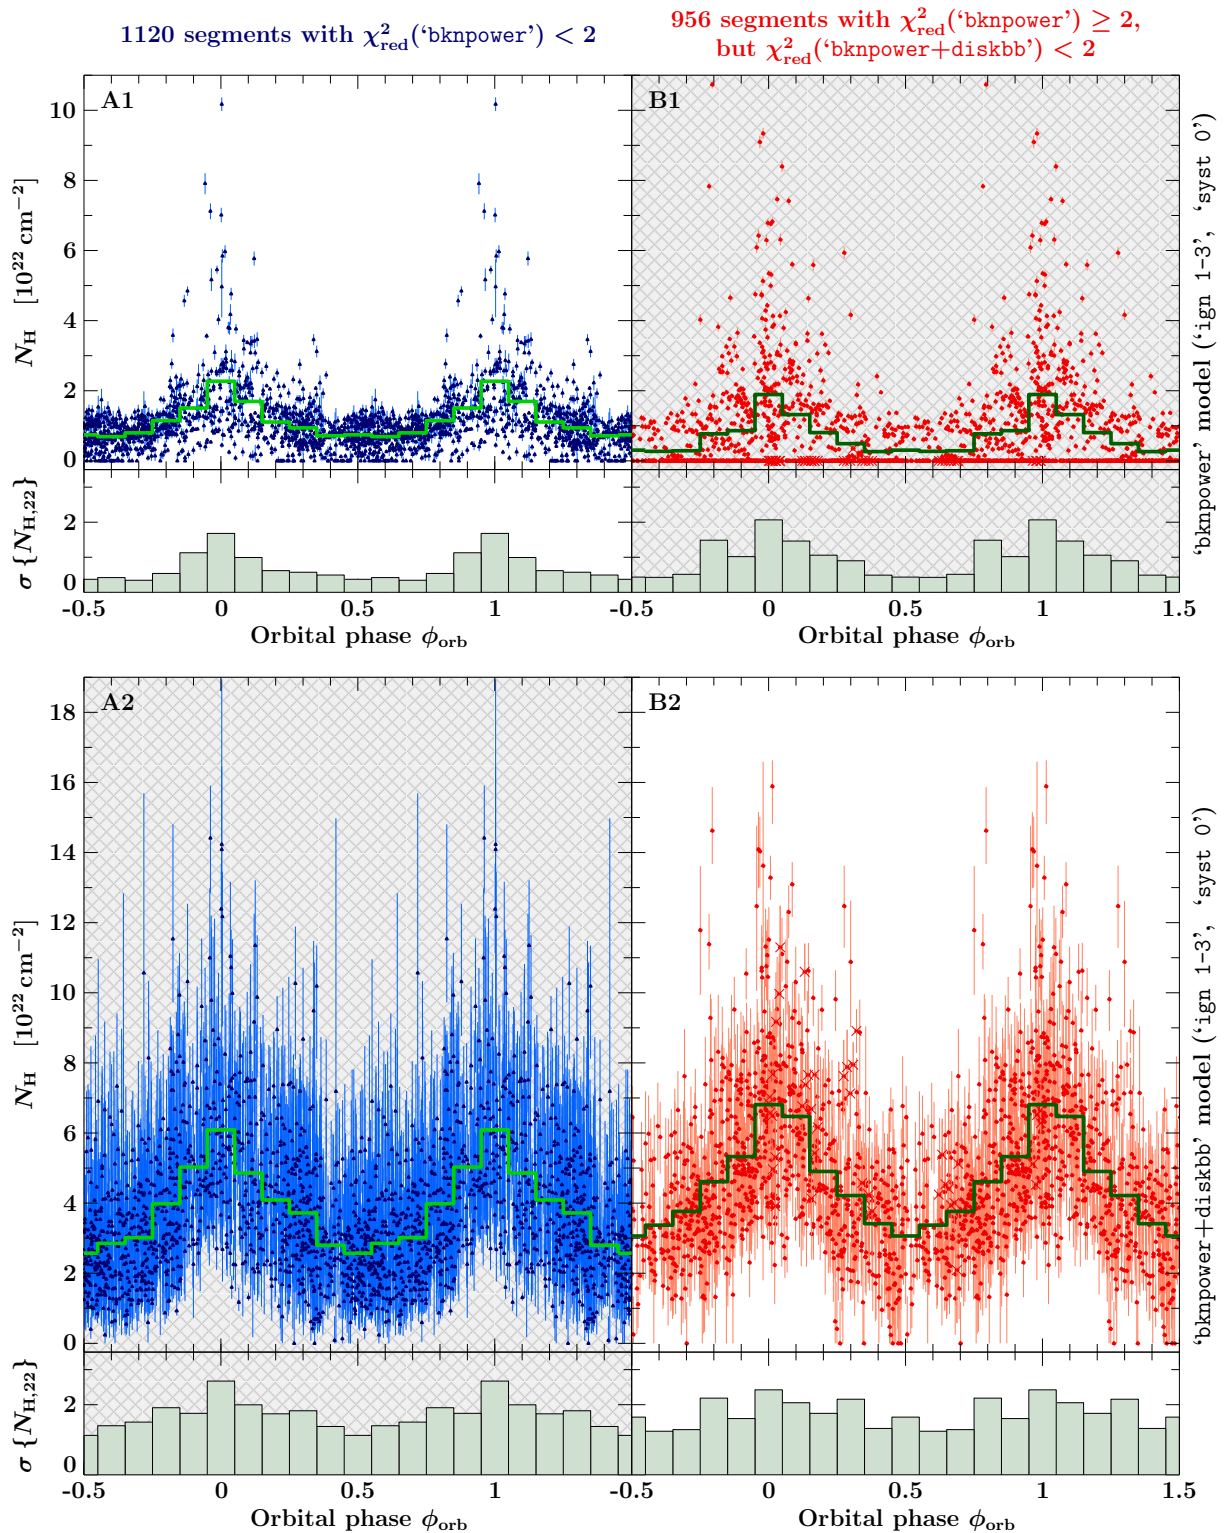 1120 segments with χ²red(‘bknpower’) < 2
956 segments with χ²red(‘bknpower’) ≥ 2,
but χ²red(‘bknpower+diskbb’) < 2
A1
B1
10
8
6
4
2
0
N_H [10²² cm⁻²]
2
0
σ {N_H,22}
-0.5 0 0.5 1 -0.5 0 0.5 1 1.5
Orbital phase ϕorb
Orbital phase ϕorb
‘bknpower’ model (‘ign 1-3’, ‘syst 0’)
A2
B2
18
16
14
12
10
8
6
4
2
0
N_H [10²² cm⁻²]
2
0
σ {N_H,22}
-0.5 0 0.5 1 -0.5 0 0.5 1 1.5
Orbital phase ϕorb
Orbital phase ϕorb
‘bknpower+diskbb’ model (‘ign 1-3’, ‘syst 0’)